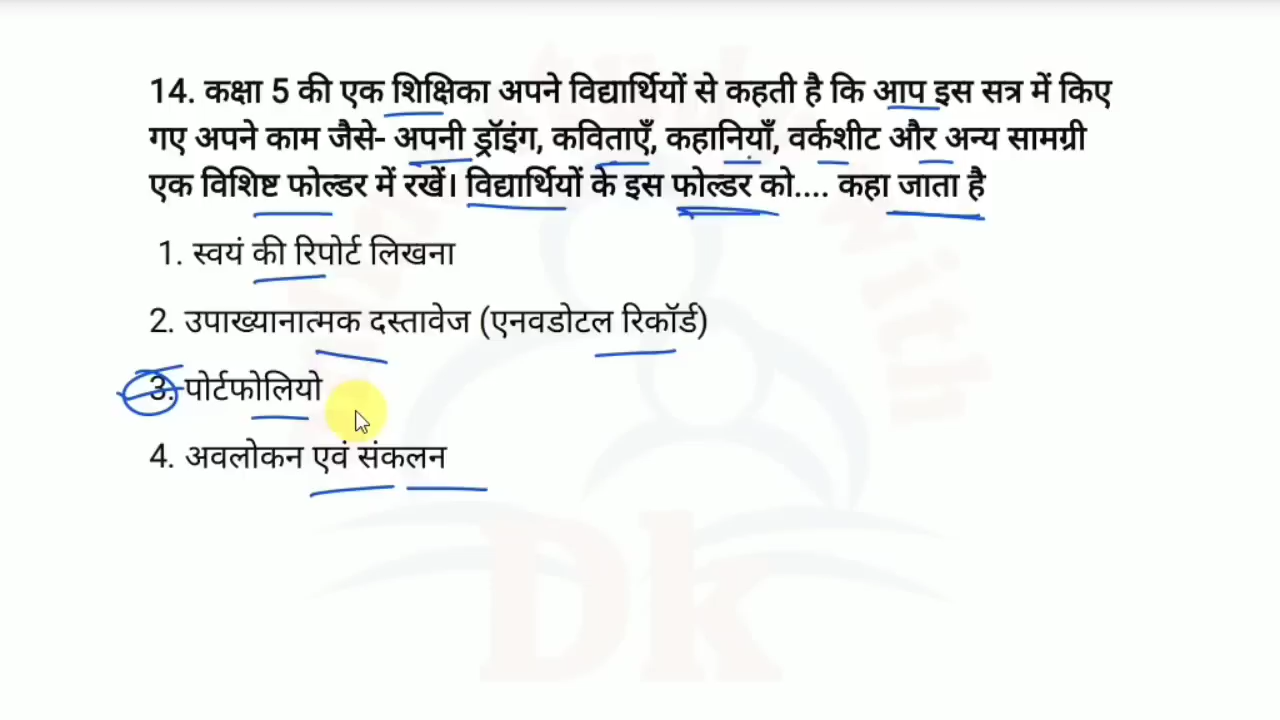 14. कक्षा 5 की एक शिक्षिका अपने विद्यार्थियों से कहती है कि आप इस सत्र में किए
गए अपने काम जैसे- अपनी ड्रॉइंग, कविताएँ, कहानियाँ, वर्कशीट और अन्य सामग्री
एक विशिष्ट फोल्डर में रखें। विद्यार्थियों के इस फोल्डर को.... कहा जाता है
1. स्वयं की रिपोर्ट लिखना
2. उपाख्यानात्मक दस्तावेज (एनवडोटल रिकॉर्ड)
3. पोर्टफोलियो
4. अवलोकन एवं संकलन
Dk